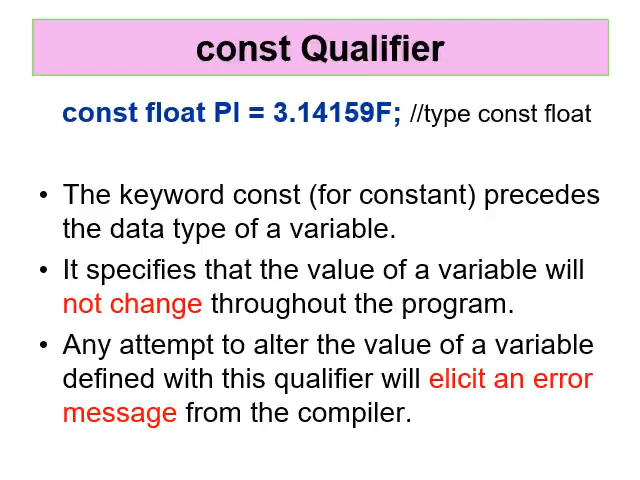 const Qualifier
const float PI = 3.14159F; //type const float
• The keyword const (for constant) precedes
the data type of a variable.
• It specifies that the value of a variable will
not change throughout the program.
• Any attempt to alter the value of a variable
defined with this qualifier will elicit an error
message from the compiler.